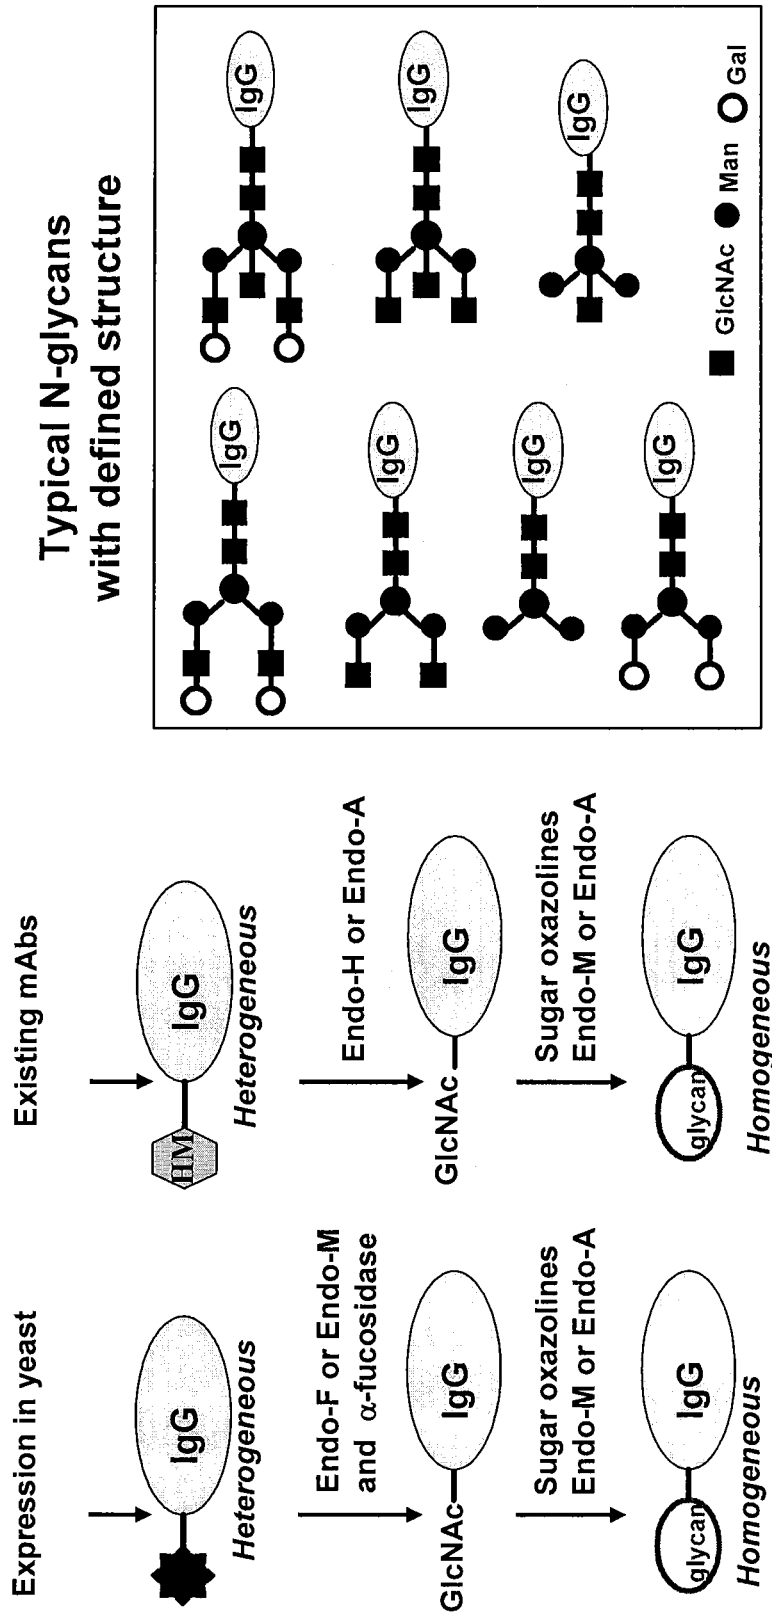 Expression in yeast
IgG
Heterogeneous
Endo-F or Endo-M
and α-fucosidase
GlcNAc
IgG
Sugar oxazolines
Endo-M or Endo-A
glycan
IgG
Homogeneous
Existing mAbs
HM
IgG
Heterogeneous
Endo-H or Endo-A
GlcNAc
IgG
Sugar oxazolines
Endo-M or Endo-A
glycan
IgG
Homogeneous
Typical N-glycans
with defined structure
IgG
IgG
IgG
IgG
IgG
IgG
IgG
GlcNAc Man Gal